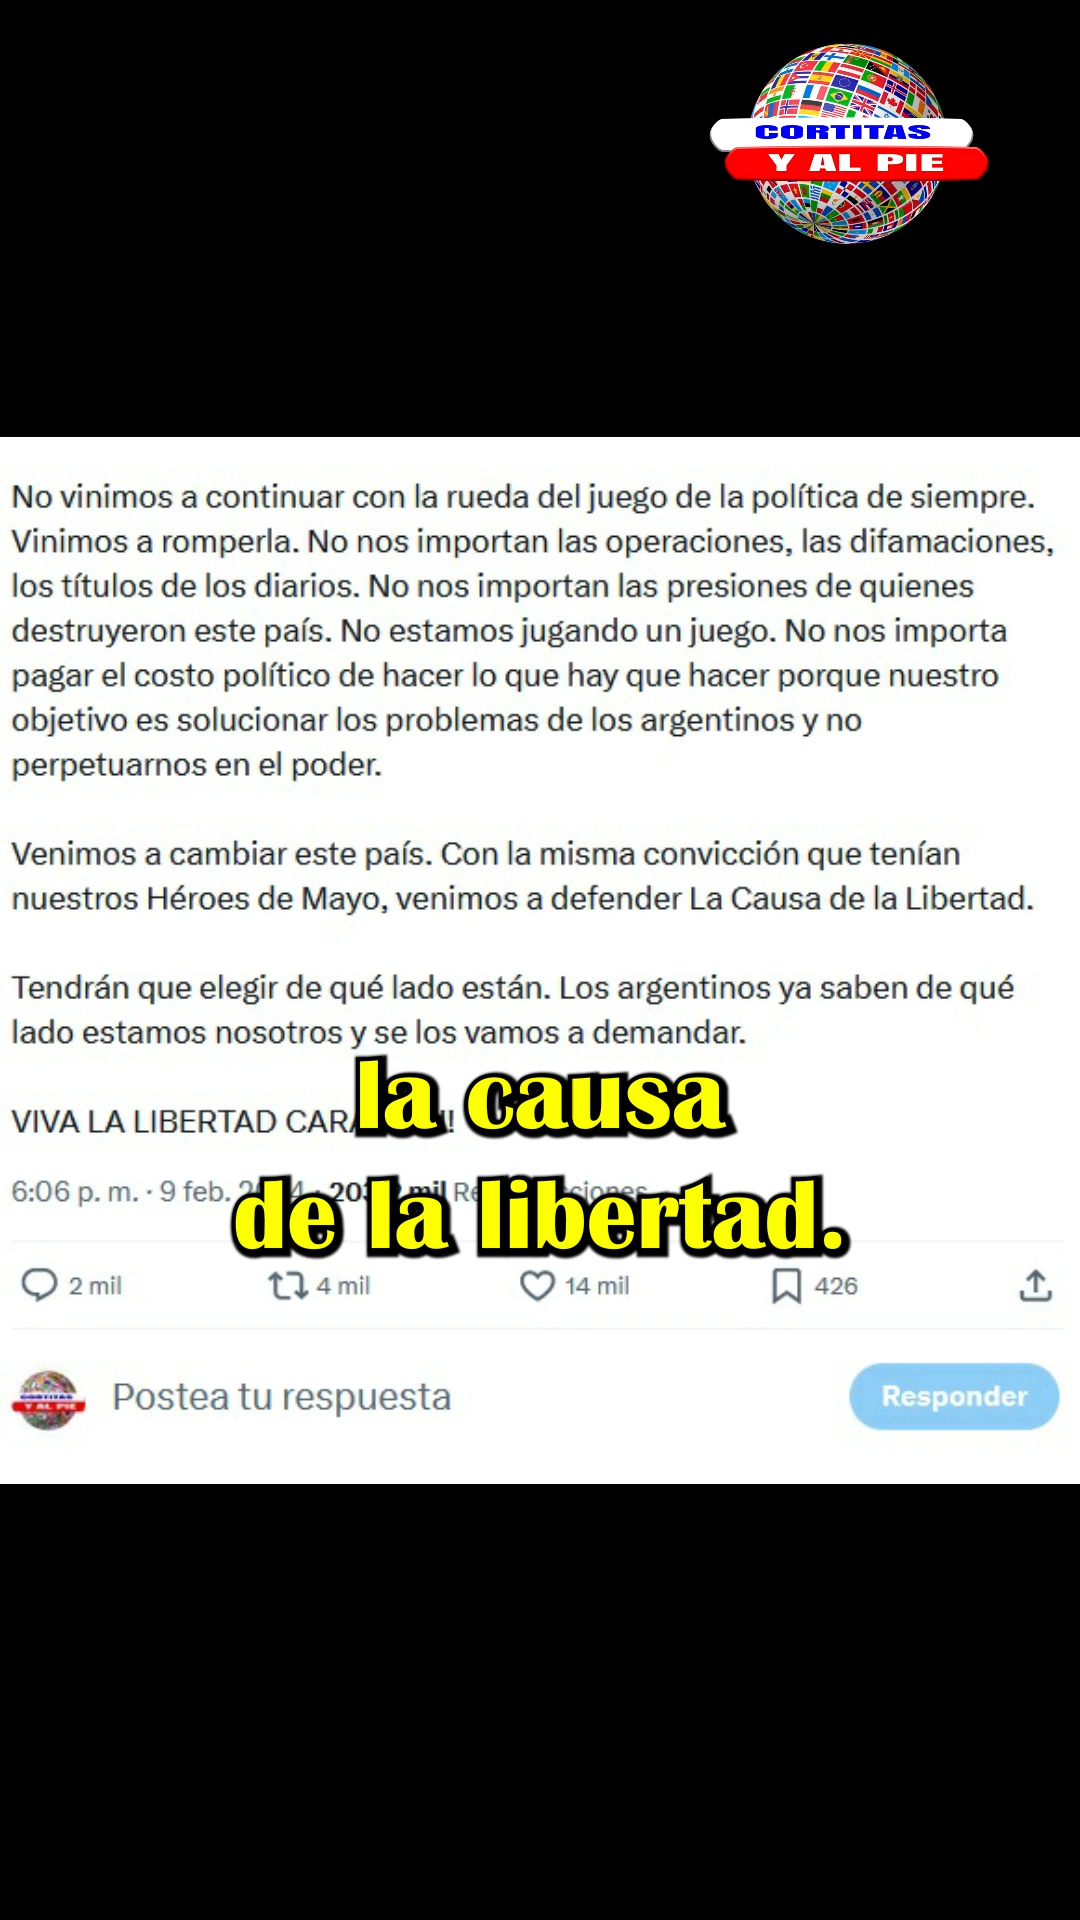 CORTITAS
Y AL PIE
No vinimos a continuar con la rueda del juego de la política de siempre.
Vinimos a romperla. No nos importan las operaciones, las difamaciones,
los títulos de los diarios. No nos importan las presiones de quienes
destruyeron este país. No estamos jugando un juego. No nos importa
pagar el costo político de hacer lo que hay que hacer porque nuestro
objetivo es solucionar los problemas de los argentinos y no
perpetuarnos en el poder.
Venimos a cambiar este país. Con la misma convicción que tenían
nuestros Héroes de Mayo, venimos a defender La Causa de la Libertad.
Tendrán que elegir de qué lado están. Los argentinos ya saben de qué
lado estamos nosotros y se los vamos a demandar.
VIVA LA LIBERTAD
la causa
6:06 p. m. · 9 feb. mil
de la libertad.
2 mil 4 mil 14 mil 426
CORTITAS
Y AL PIE
Postea tu respuesta
Responder